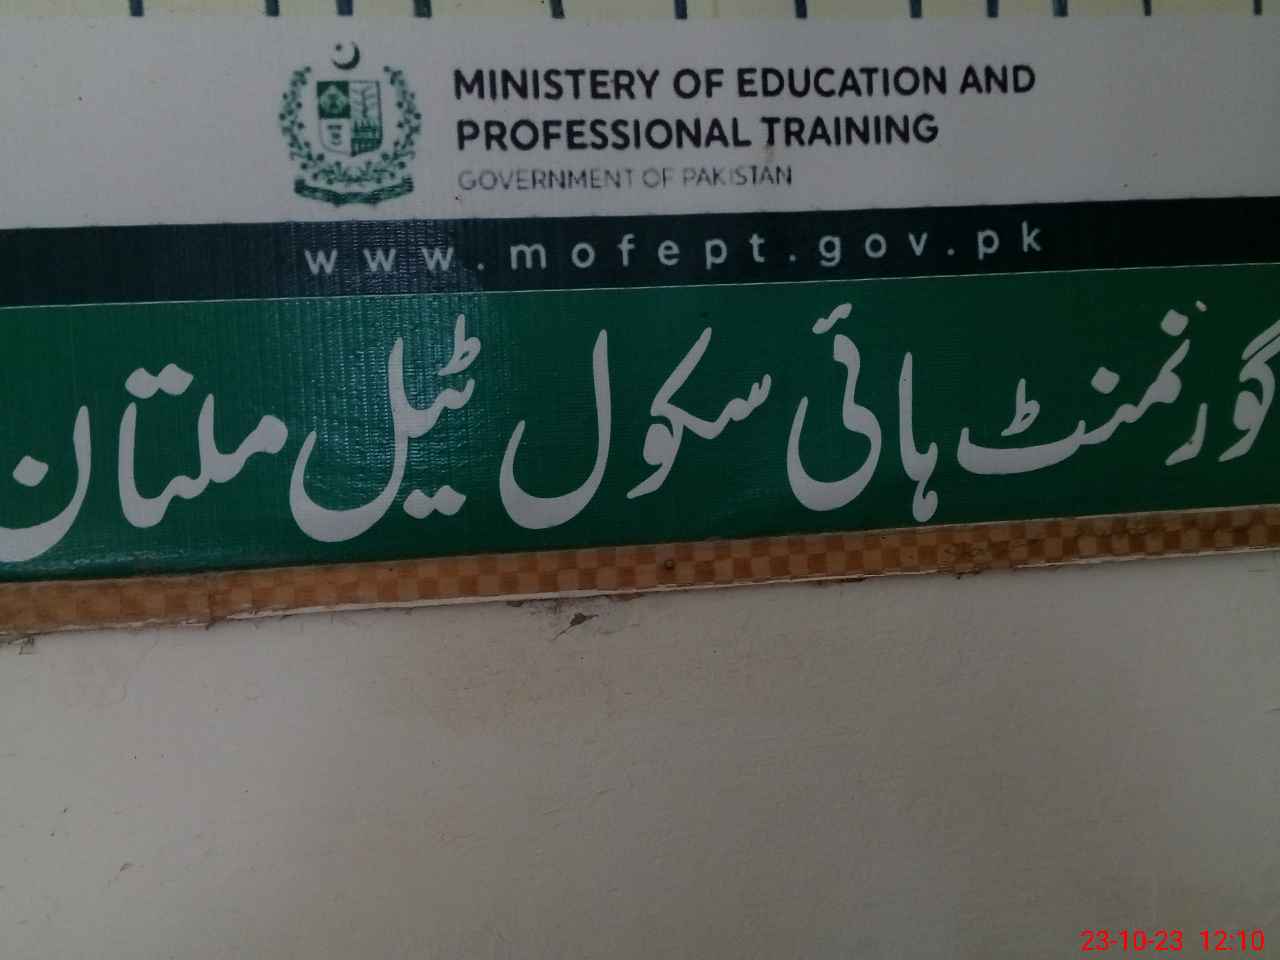 MINISTERY OF EDUCATION AND
PROFESSIONAL TRAINING
GOVERNMENT OF PAKISTAN
www.mofept.gov.pk
گورنمنٹ ہائی سکول ٹیل ملتان
23-10-23 12:10